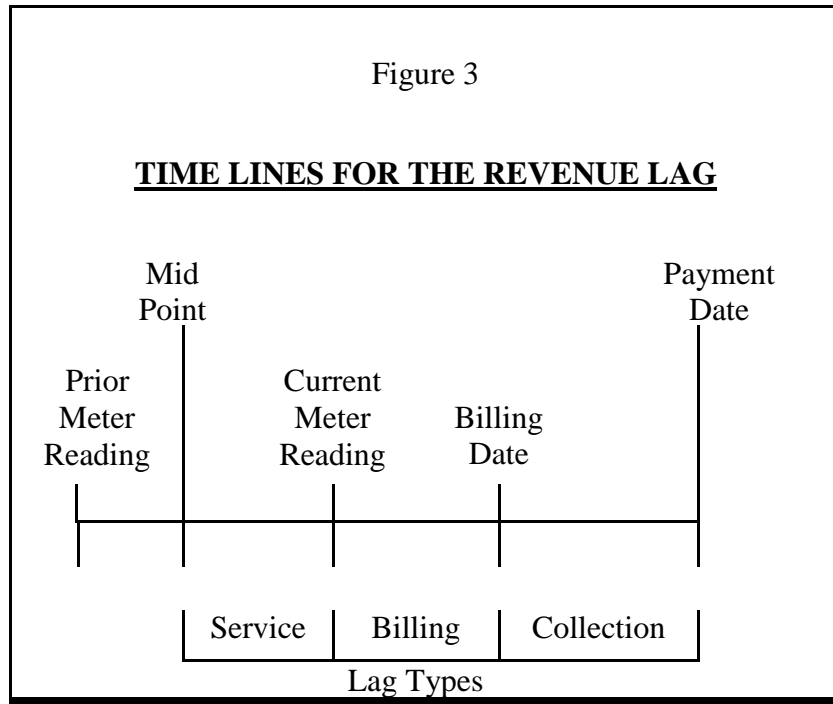 Figure 3
TIME LINES FOR THE REVENUE LAG
Mid
Point
Payment
Date
Prior
Meter
Reading
Current
Meter
Reading
Billing
Date
Service
Billing
Collection
Lag Types